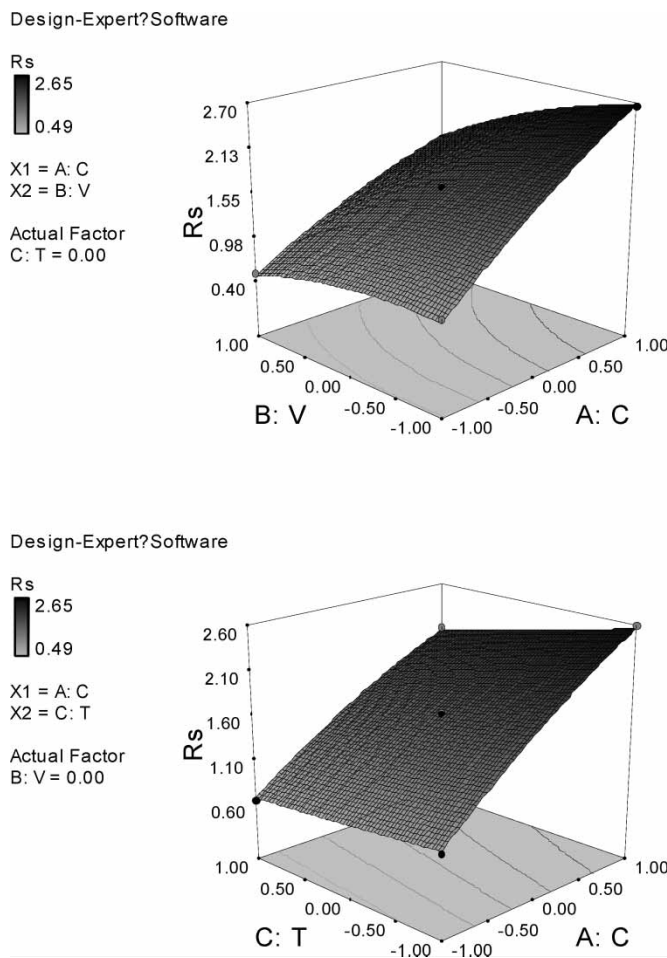 Design-Expert?Software
Rs
2.65
0.49
X1 = A: C
X2 = B: V
Actual Factor
C: T = 0.00
2.70
2.13
1.55
0.98
0.40
Rs
1.00
0.50
0.00
-0.50
-1.00
B: V
-1.00
-0.50
0.00
0.50
1.00
A: C
Design-Expert?Software
Rs
2.65
0.49
X1 = A: C
X2 = C: T
Actual Factor
B: V = 0.00
2.60
2.10
1.60
1.10
0.60
Rs
1.00
0.50
0.00
-0.50
-1.00
C: T
-1.00
-0.50
0.00
0.50
1.00
A: C